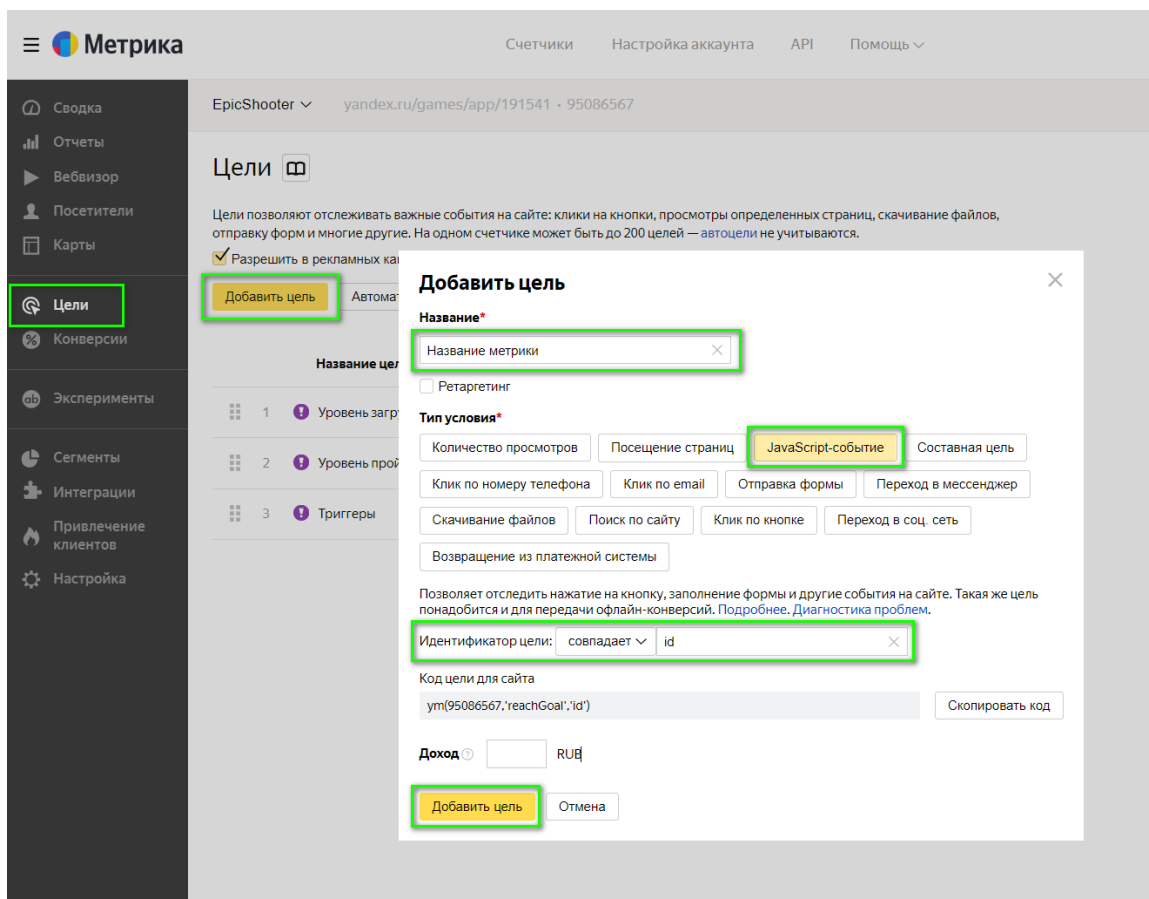 Метрика
Счетчики Настройка аккаунта API Помощь
Сводка
Отчеты
Вебвизор
Посетители
Карты
Цели
Конверсии
Эксперименты
Сегменты
Интеграции
Привлечение
клиентов
Настройка
EpicShooter yandex.ru/games/app/191541 • 95086567
Цели
Цели позволяют отслеживать важные события на сайте: клики на кнопки, просмотры определенных страниц, скачивание файлов,
отправку форм и многие другие. На одном счетчике может быть до 200 целей — автоцели не учитываются.
Разрешить в рекламных ка
Добавить цель Автомат
Название цел
1 Уровень загру
2 Уровень прой
3 Триггеры
Добавить цель
Название*
Название метрики
Ретаргетинг
Тип условия*
Количество просмотров Посещение страниц JavaScript-событие Составная цель
Клик по номеру телефона Клик по email Отправка формы Переход в мессенджер
Скачивание файлов Поиск по сайту Клик по кнопке Переход в соц. сеть
Возвращение из платежной системы
Позволяет отследить нажатие на кнопку, заполнение формы и другие события на сайте. Такая же цель
понадобится и для передачи офлайн-конверсий. Подробнее. Диагностика проблем.
Идентификатор цели: совпадает id
Код цели для сайта
ym(95086567,'reachGoal','id') Скопировать код
Доход ? RUB
Добавить цель Отмена